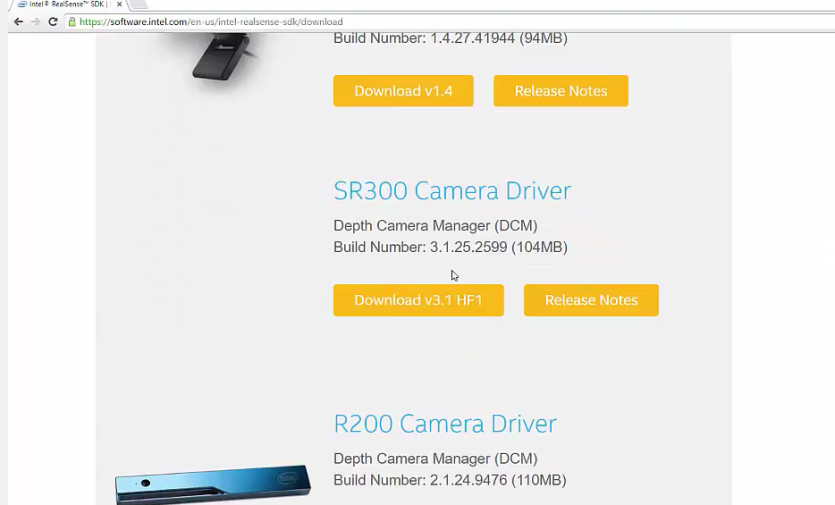 Intel® RealSense™ SDK |
https://software.intel.com/en-us/intel-realsense-sdk/download
Build Number: 1.4.27.41944 (94MB)
Download v1.4
Release Notes
SR300 Camera Driver
Depth Camera Manager (DCM)
Build Number: 3.1.25.2599 (104MB)
Download v3.1 HF1
Release Notes
R200 Camera Driver
Depth Camera Manager (DCM)
Build Number: 2.1.24.9476 (110MB)